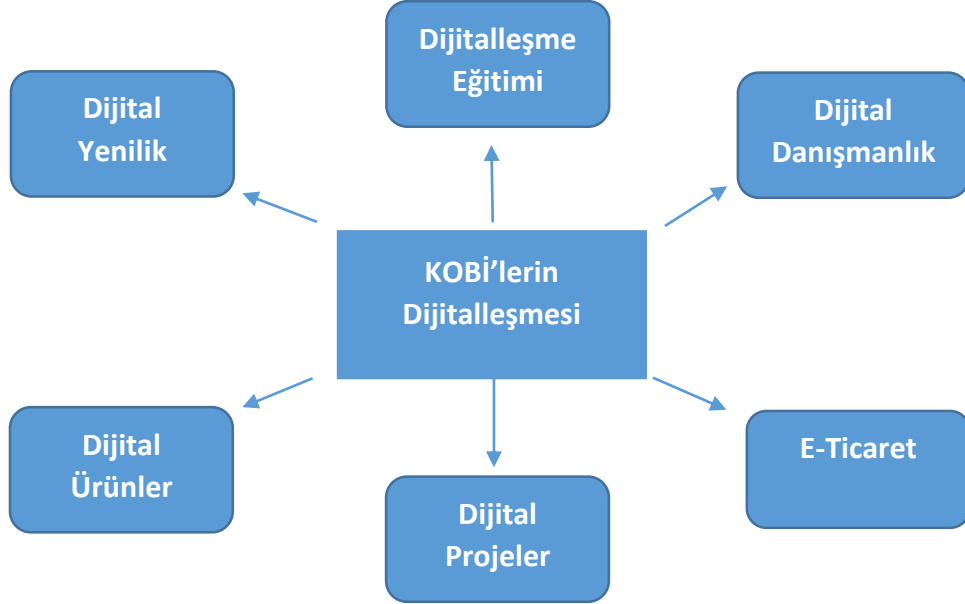 Dijitalleşme
Eğitimi
Dijital
Yenilik
Dijital
Danışmanlık
KOBİ’lerin
Dijitalleşmesi
Dijital
Ürünler
E-Ticaret
Dijital
Projeler